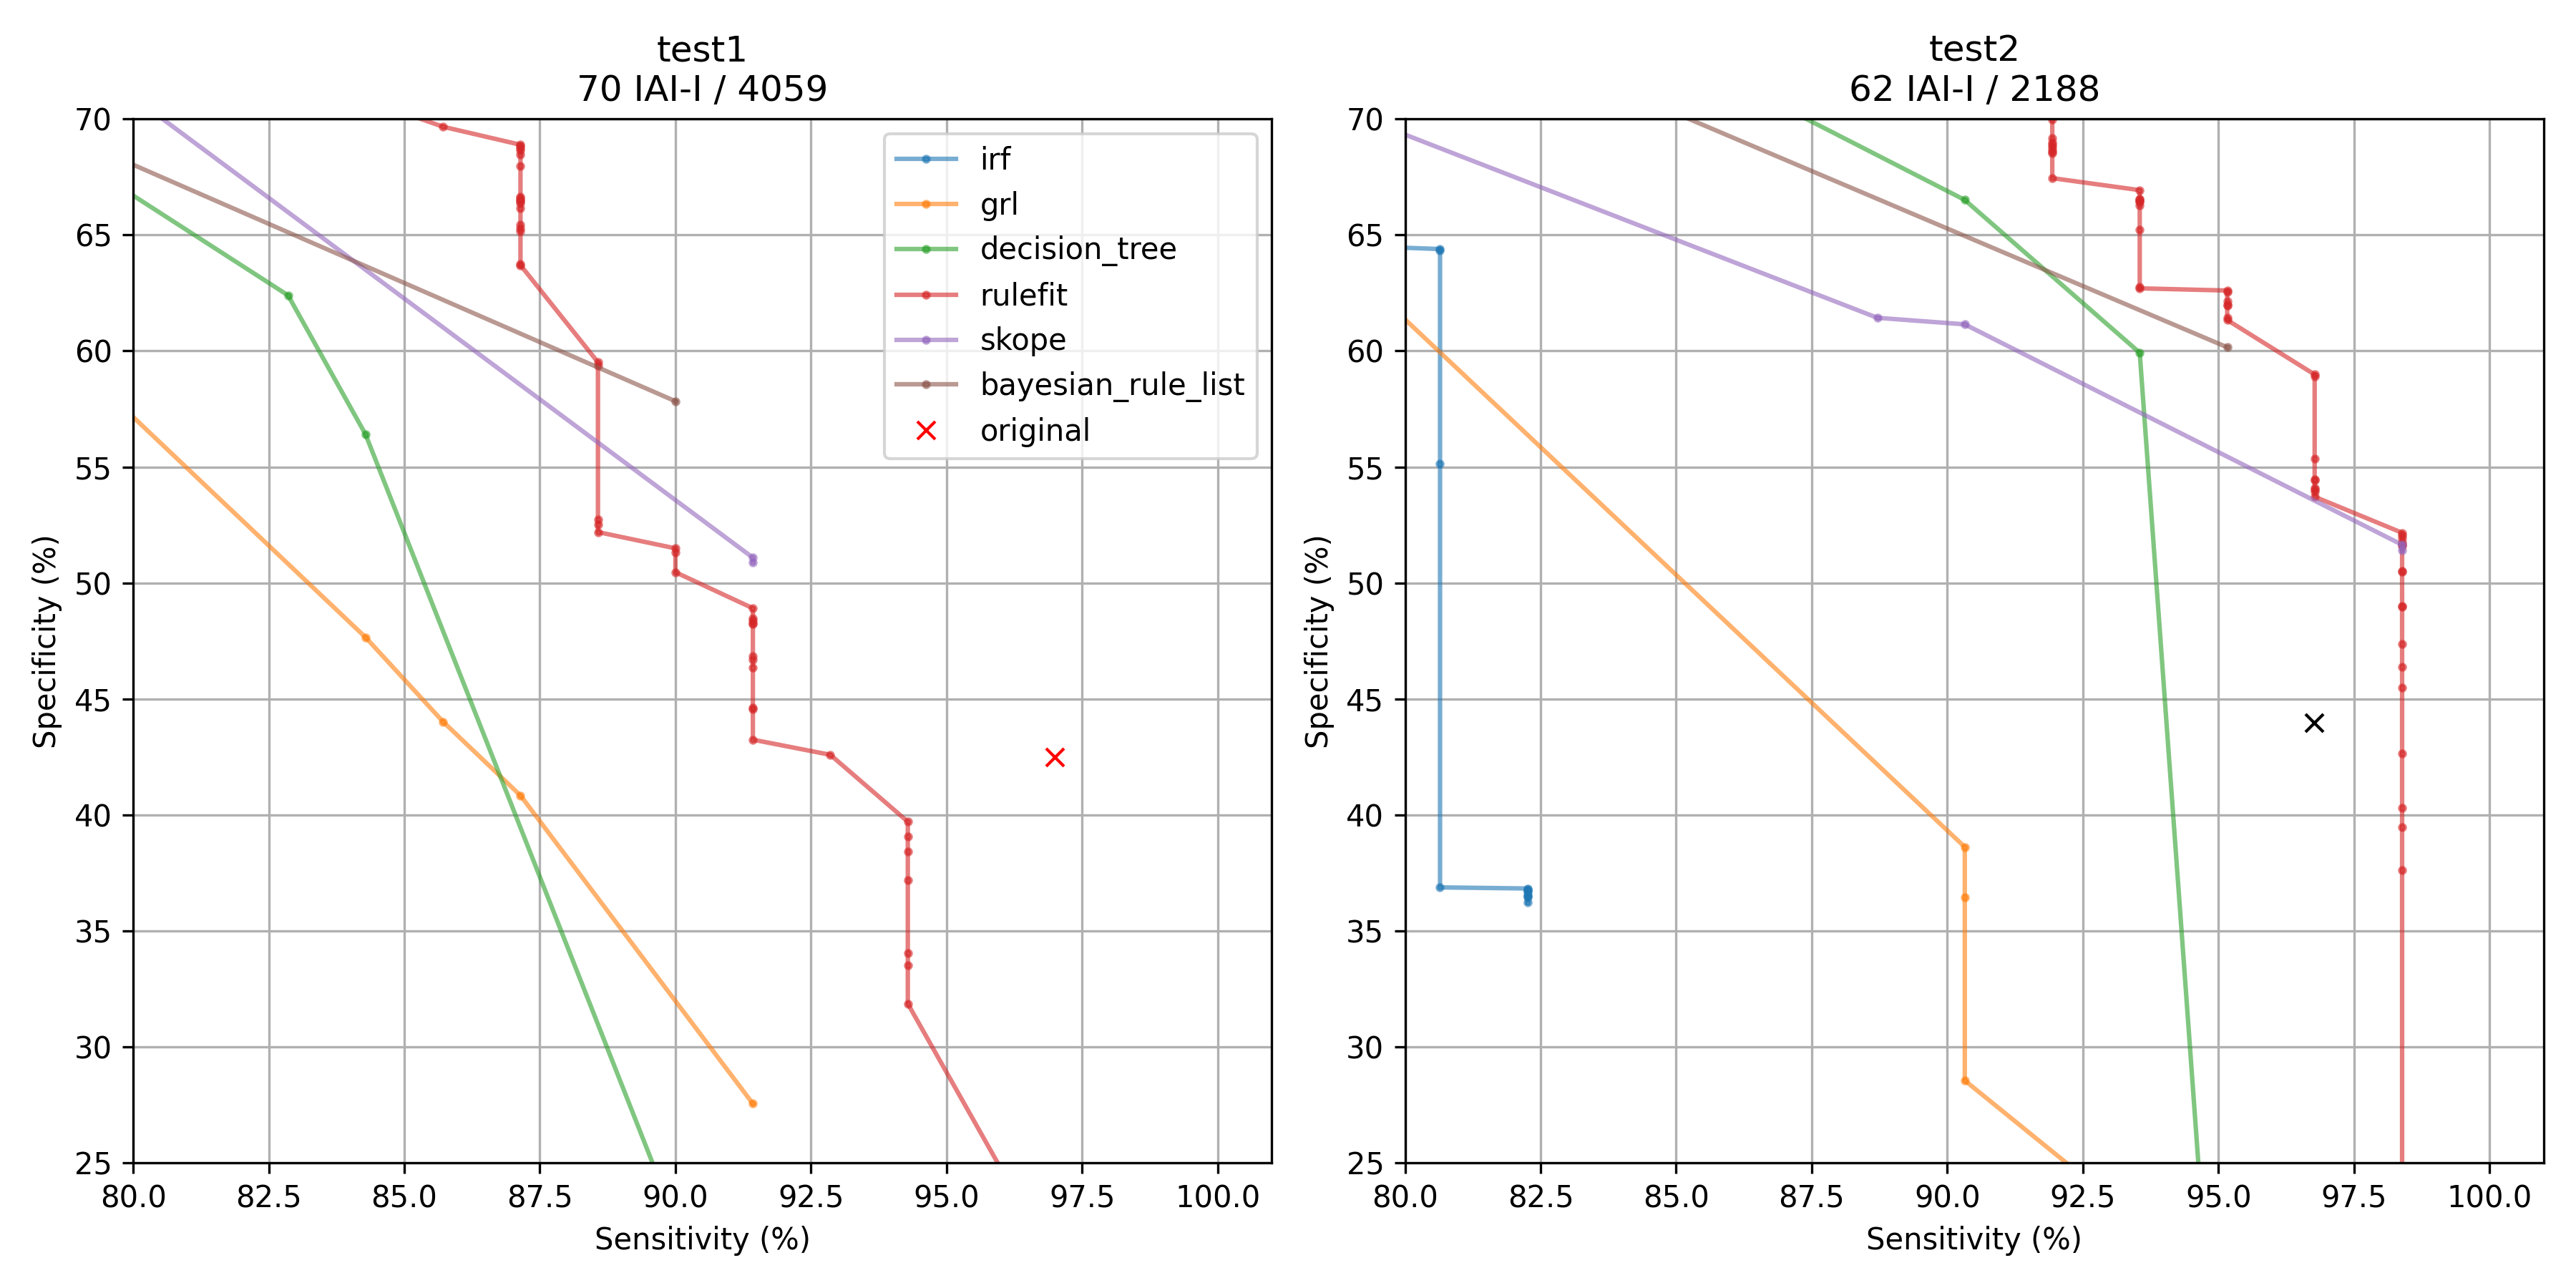 test1
70 IAI-I / 4059
70
65
60
55
50
45
40
35
30
25
Specificity (%)
80.0 82.5 85.0 87.5 90.0 92.5 95.0 97.5 100.0
Sensitivity (%)
irf
grl
decision_tree
rulefit
skope
bayesian_rule_list
original
test2
62 IAI-I / 2188
70
65
60
55
50
45
40
35
30
25
Specificity (%)
80.0 82.5 85.0 87.5 90.0 92.5 95.0 97.5 100.0
Sensitivity (%)